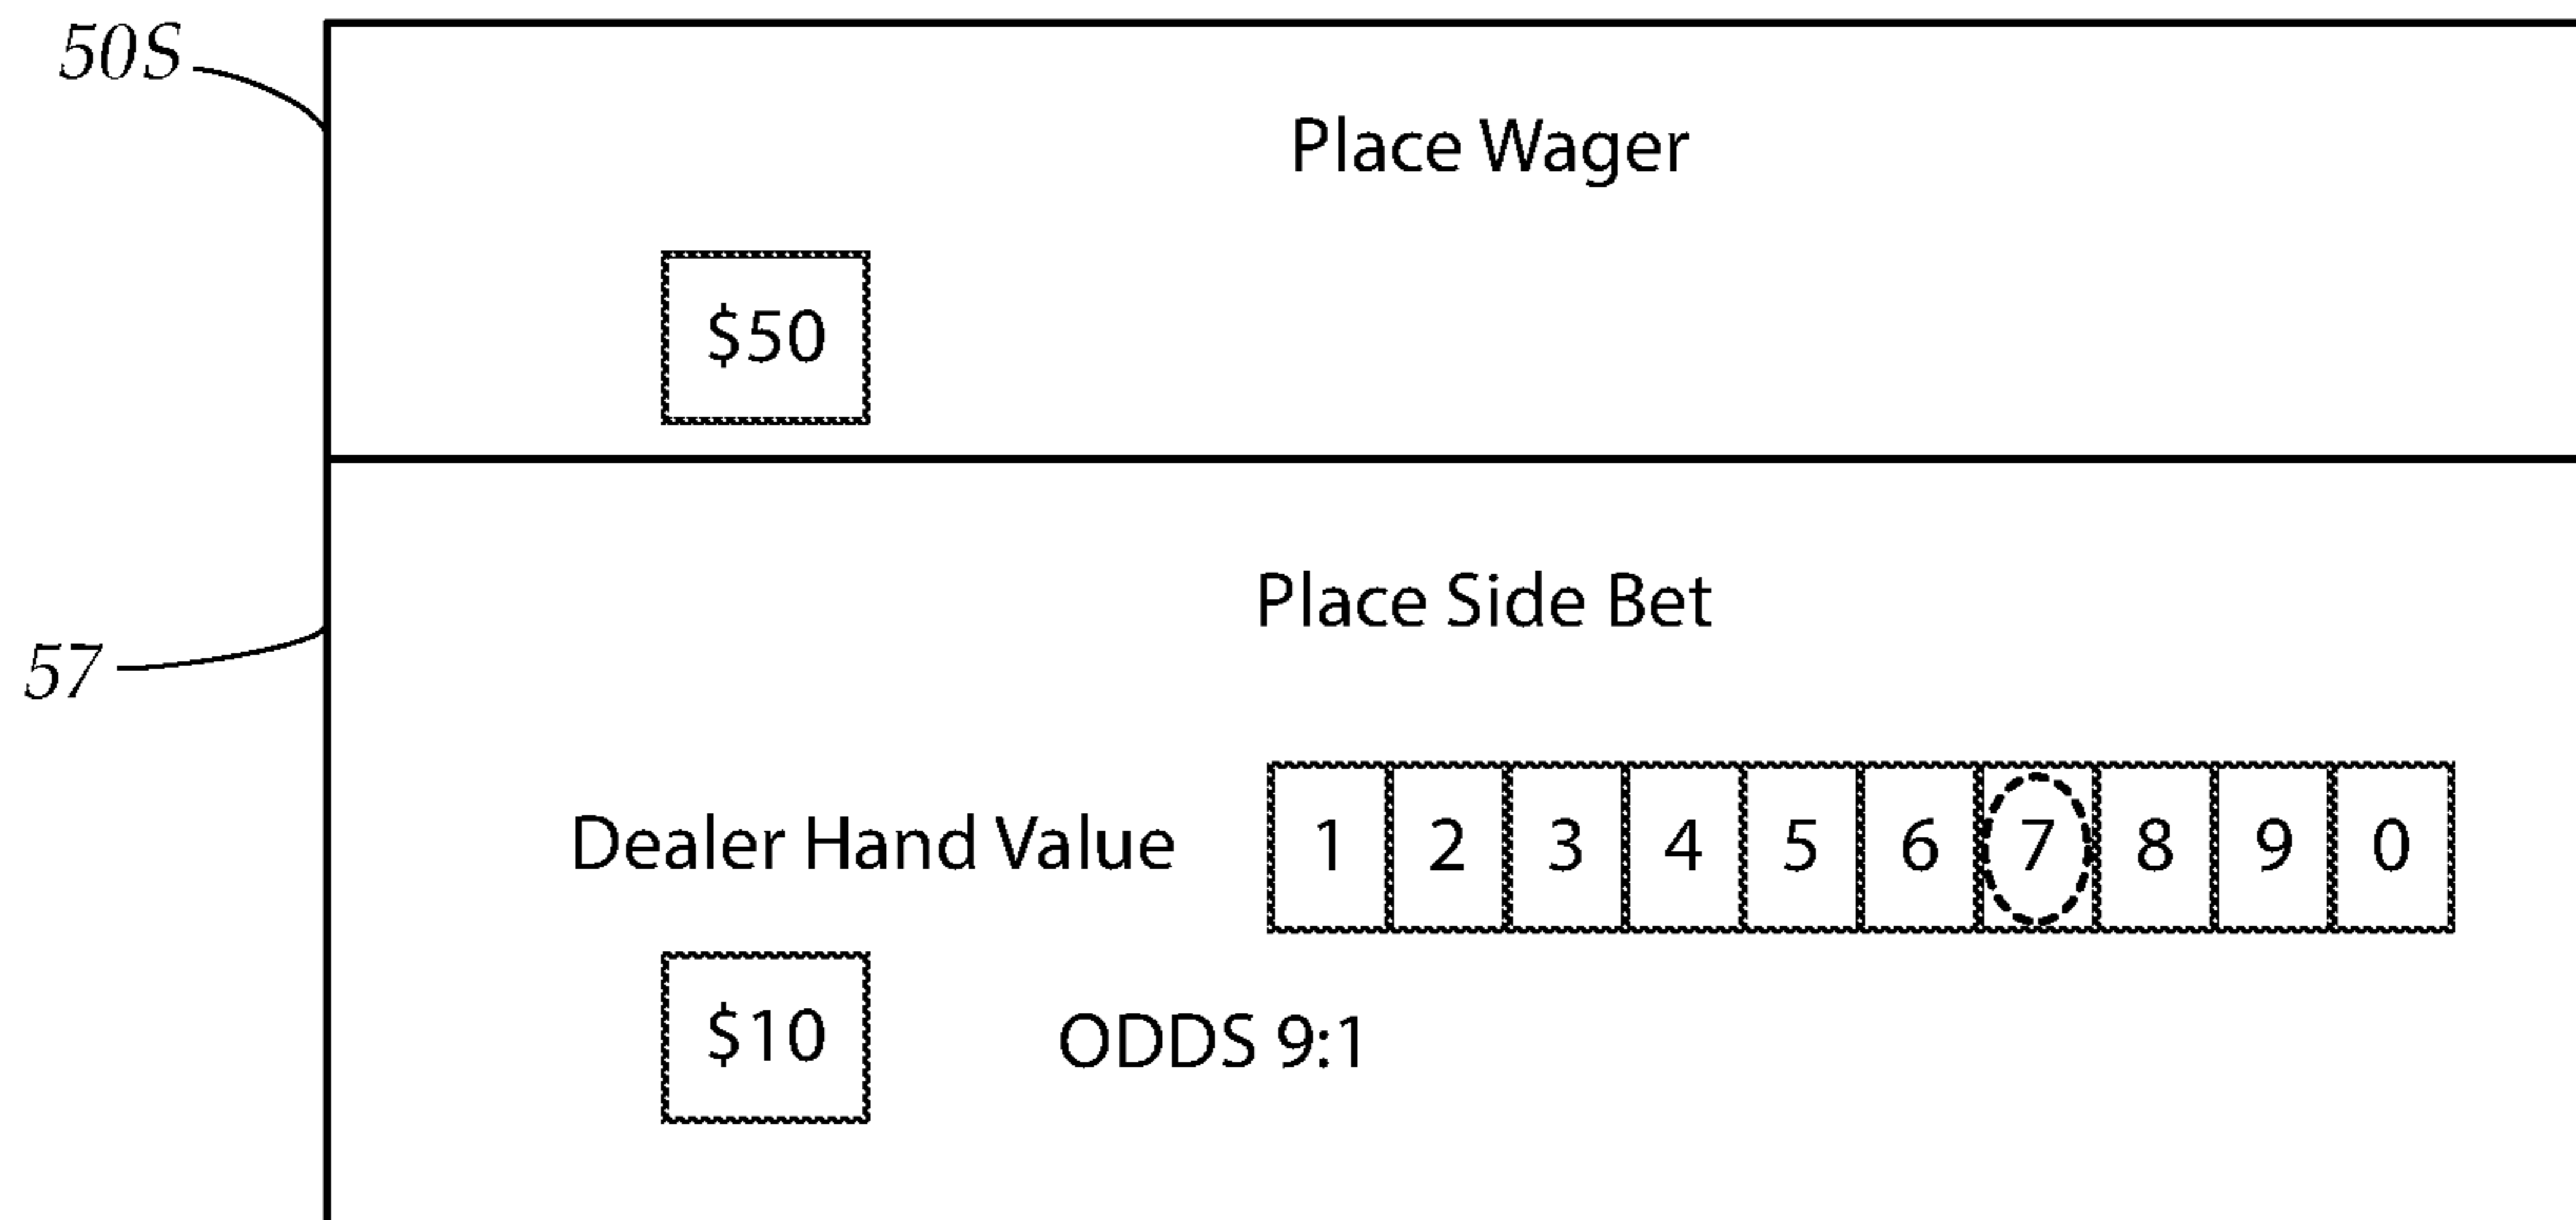 50S
Place Wager
$50
Place Side Bet
57
Dealer Hand Value 1 2 3 4 5 6 7 8 9 0
$10 ODDS 9:1